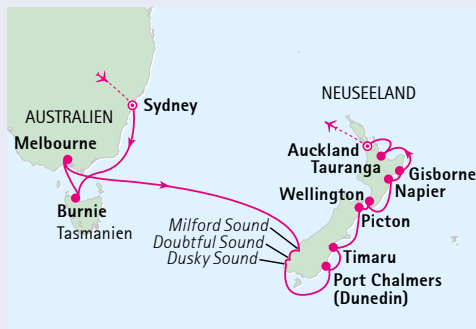 Sydney
AUSTRALIEN
Melbourne
Burnie
Tasmanien
NEUSEELAND
Auckland
Tauranga
Gisborne
Napier
Wellington
Picton
Milford Sound
Doubtful Sound
Dusky Sound
Timaru
Port Chalmers
(Dunedin)